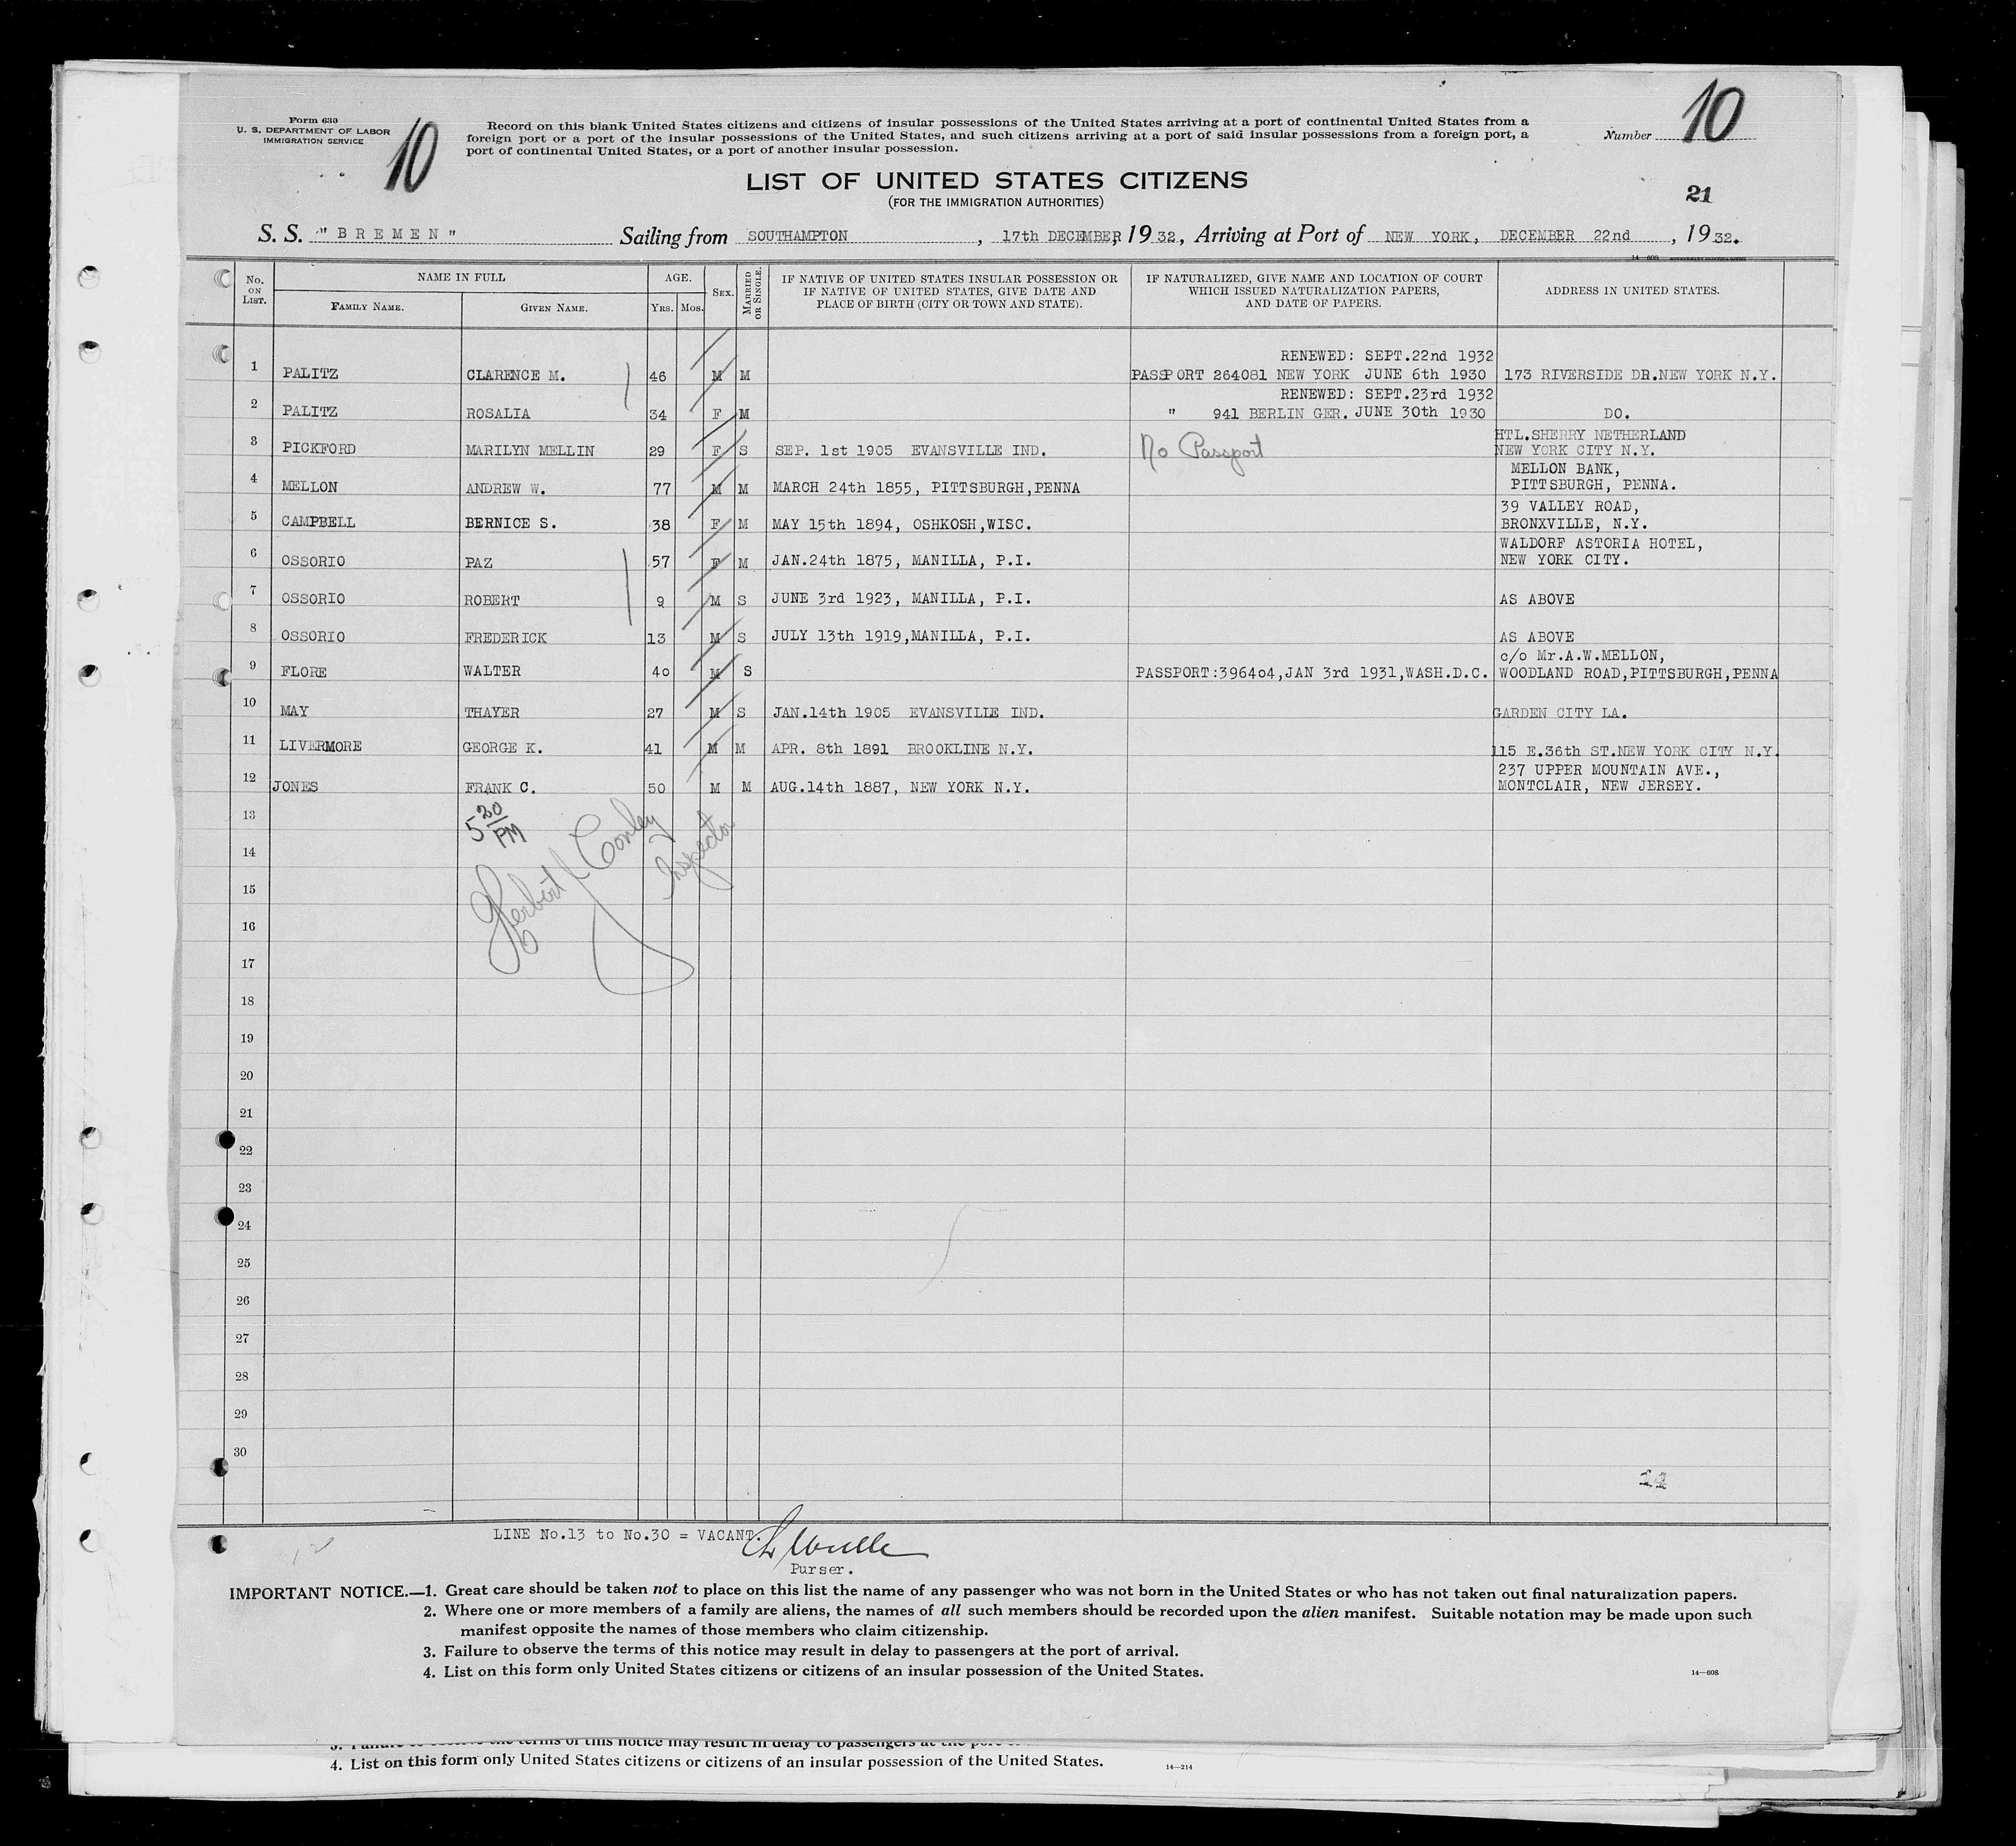 Form 630
U. S. DEPARTMENT OF LABOR
IMMIGRATION SERVICE
10
Record on this blank United States citizens and citizens of insular possessions of the United States arriving at a port of continental United States from a
foreign port or a port of the insular possessions of the United States, and such citizens arriving at a port of said insular possessions from a foreign port, a
port of continental United States, or a port of another insular possession.
Number 10
LIST OF UNITED STATES CITIZENS
(FOR THE IMMIGRATION AUTHORITIES)
21
S. S. "BREMEN" Sailing from SOUTHAMPTON, 17th DECEMBER, 1932, Arriving at Port of NEW YORK, DECEMBER 22nd, 1932.
14—608
No. ON LIST. NAME IN FULL FAMILY NAME. GIVEN NAME. AGE. YRS. MOS. SEX. MARRIED OR SINGLE. IF NATIVE OF UNITED STATES INSULAR POSSESSION OR IF NATIVE OF UNITED STATES, GIVE DATE AND PLACE OF BIRTH (CITY OR TOWN AND STATE). IF NATURALIZED, GIVE NAME AND LOCATION OF COURT WHICH ISSUED NATURALIZATION PAPERS, AND DATE OF PAPERS. ADDRESS IN UNITED STATES.
RENEWED: SEPT.22nd 1932
1 PALITZ CLARENCE M. 46 M M PASSPORT 264081 NEW YORK JUNE 6th 1930 173 RIVERSIDE DR.NEW YORK N.Y.
RENEWED: SEPT.23rd 1932
2 PALITZ ROSALIA 34 F M " 941 BERLIN GER. JUNE 30th 1930 DO.
HTL.SHERRY NETHERLAND
3 PICKFORD MARILYN MELLIN 29 F S SEP. 1st 1905 EVANSVILLE IND. No Passport NEW YORK CITY N.Y.
MELLON BANK,
4 MELLON ANDREW W. 77 M M MARCH 24th 1855, PITTSBURGH,PENNA PITTSBURGH, PENNA.
39 VALLEY ROAD,
5 CAMPBELL BERNICE S. 38 F M MAY 15th 1894, OSHKOSH,WISC. BRONXVILLE, N.Y.
WALDORF ASTORIA HOTEL,
6 OSSORIO PAZ 57 F M JAN.24th 1875, MANILLA, P.I. NEW YORK CITY.
7 OSSORIO ROBERT 9 M S JUNE 3rd 1923, MANILLA, P.I. AS ABOVE
8 OSSORIO FREDERICK 13 M S JULY 13th 1919,MANILLA, P.I. AS ABOVE
c/o Mr.A.W.MELLON,
9 FLORE WALTER 40 M S PASSPORT:396404,JAN 3rd 1931,WASH.D.C. WOODLAND ROAD,PITTSBURGH,PENNA
10 MAY THAYER 27 M S JAN.14th 1905 EVANSVILLE IND. GARDEN CITY LA.
11 LIVERMORE GEORGE K. 41 M M APR. 8th 1891 BROOKLINE N.Y. 115 E.36th ST.NEW YORK CITY N.Y.
237 UPPER MOUNTAIN AVE.,
12 JONES FRANK C. 50 M M AUG.14th 1887, NEW YORK N.Y. MONTCLAIR, NEW JERSEY.
13 5 20 PM
14 Herbert J Conley Inspector
15
16
17
18
19
20
21
22
23
24
25
26
27
28
29
30
14
LINE No.13 to No.30 = VACANT.
Purser.
12
IMPORTANT NOTICE.—1. Great care should be taken not to place on this list the name of any passenger who was not born in the United States or who has not taken out final naturalization papers.
2. Where one or more members of a family are aliens, the names of all such members should be recorded upon the alien manifest. Suitable notation may be made upon such
manifest opposite the names of those members who claim citizenship.
3. Failure to observe the terms of this notice may result in delay to passengers at the port of arrival.
4. List on this form only United States citizens or citizens of an insular possession of the United States.
14—608
terms of this notice may result in delay to passengers at the
4. List on this form only United States citizens or citizens of an insular possession of the United States.
14—214